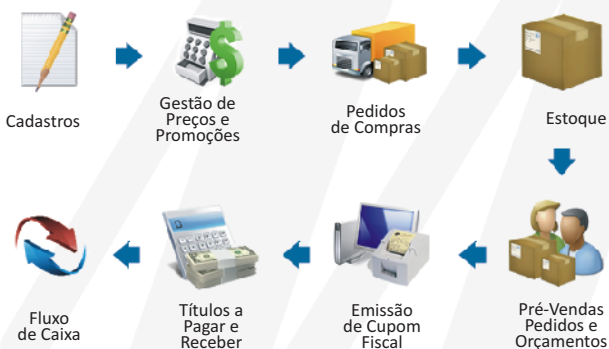 Cadastros
Gestão de
Preços e
Promoções
Pedidos
de Compras
Estoque
Pré-Vendas
Pedidos e
Orçamentos
Emissão
de Cupom
Fiscal
Títulos a
Pagar e
Receber
Fluxo
de Caixa